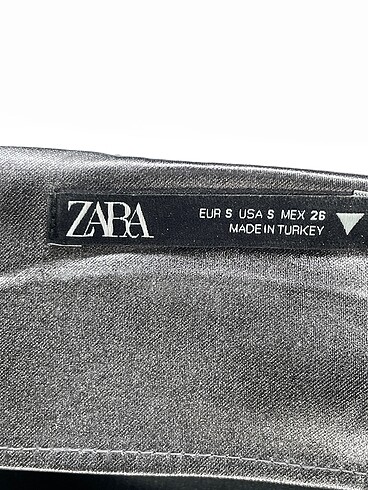 ZARA
EUR S USA S MEX 26
MADE IN TURKEY